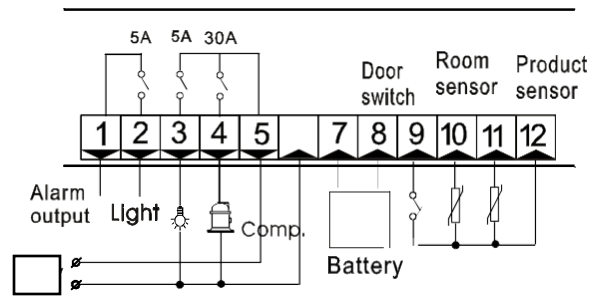 5A 5A 30A
Door
switch
Room
sensor
Product
sensor
1 2 3 4 5 7 8 9 10 11 12
Alarm
output
Light
Comp.
Battery